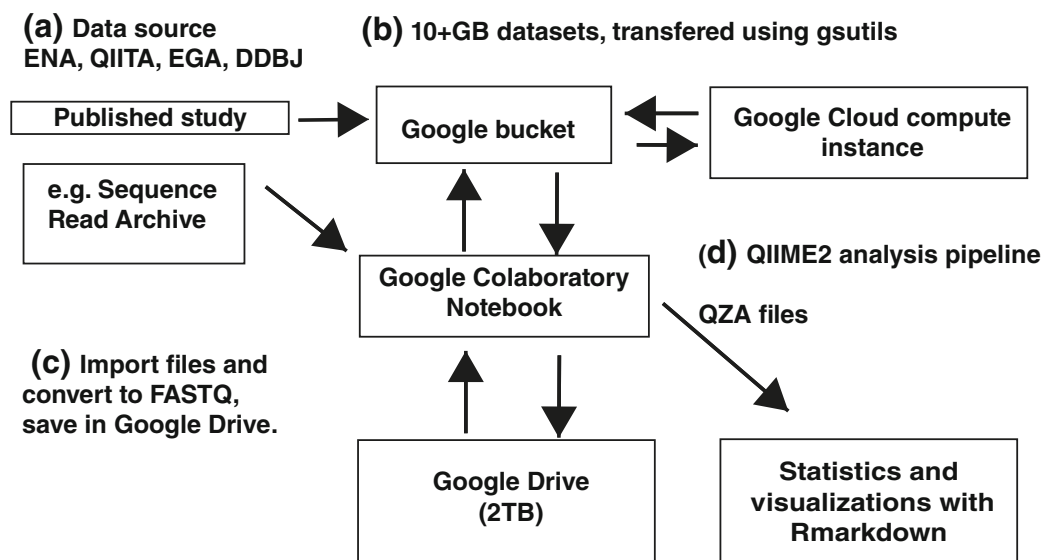 (a) Data source
ENA, QIITA, EGA, DDBJ
(b) 10+GB datasets, transfered using gsutils
Published study
Google bucket
Google Cloud compute
instance
e.g. Sequence
Read Archive
Google Colaboratory
Notebook
(d) QIIME2 analysis pipeline
QZA files
(c) Import files and
convert to FASTQ,
save in Google Drive.
Google Drive
(2TB)
Statistics and
visualizations with
Rmarkdown